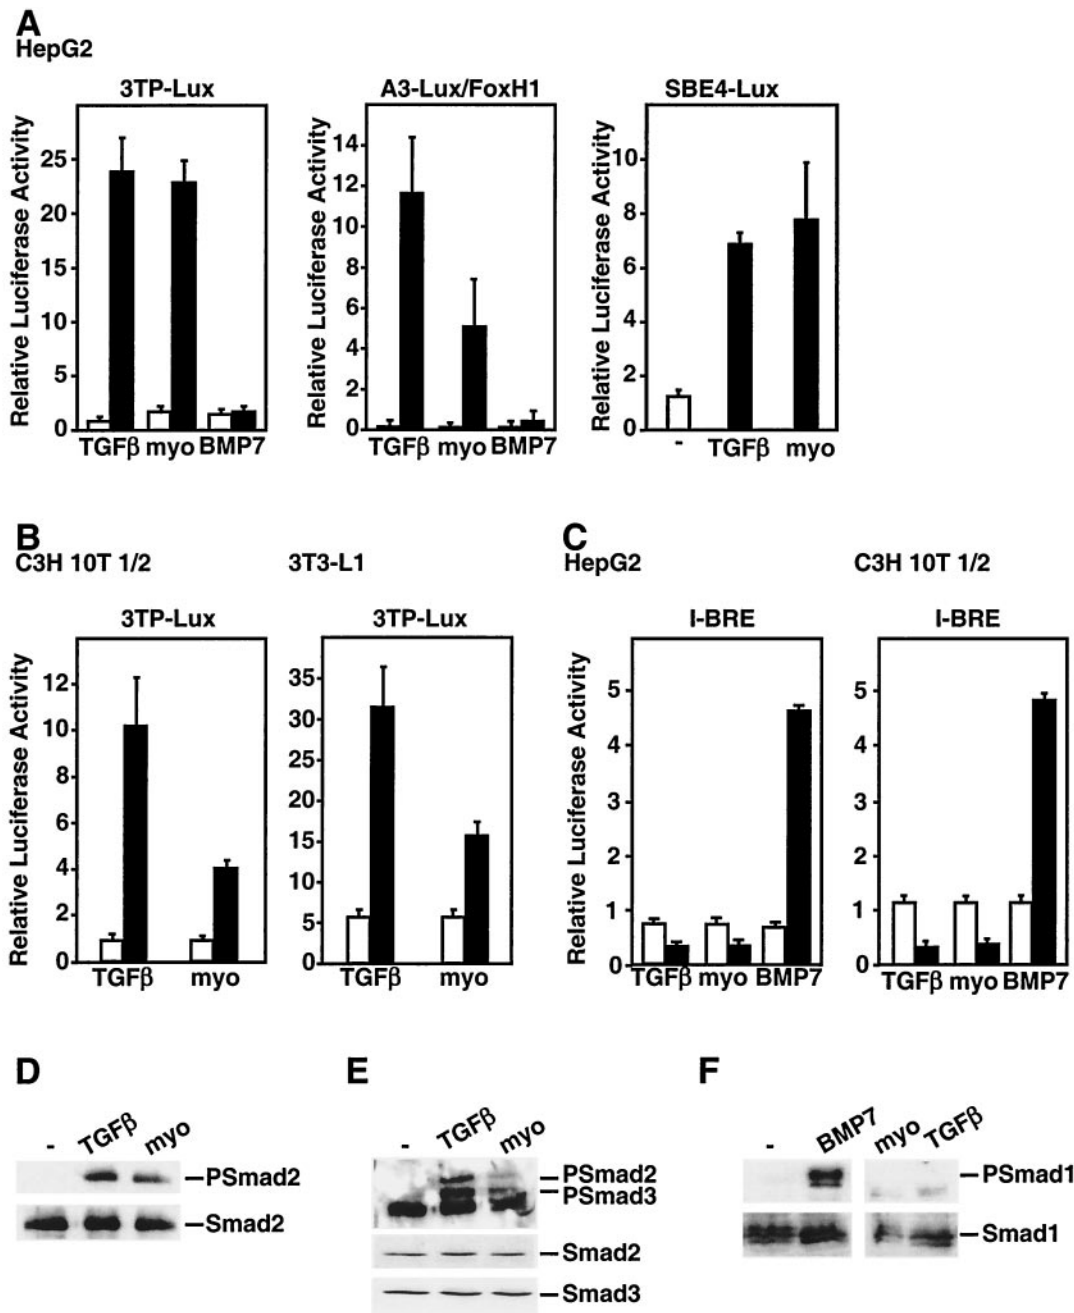 A
HepG2
3TP-Lux
A3-Lux/FoxH1
SBE4-Lux
Relative Luciferase Activity
25
20
15
10
5
0
TGFβ myo BMP7
Relative Luciferase Activity
14
12
10
8
6
4
2
0
TGFβ myo BMP7
Relative Luciferase Activity
10
8
6
4
2
0
- TGFβ myo
B
C3H 10T 1/2
3T3-L1
3TP-Lux
3TP-Lux
Relative Luciferase Activity
12
10
8
6
4
2
0
TGFβ myo
35
30
25
20
15
10
5
0
TGFβ myo
C
HepG2
C3H 10T 1/2
I-BRE
I-BRE
Relative Luciferase Activity
5
4
3
2
1
0
TGFβ myo BMP7
5
4
3
2
1
0
TGFβ myo BMP7
D
- TGFβ myo
PSmad2
Smad2
E
- TGFβ myo
PSmad2
PSmad3
Smad2
Smad3
F
- BMP7 myo TGFβ
PSmad1
Smad1